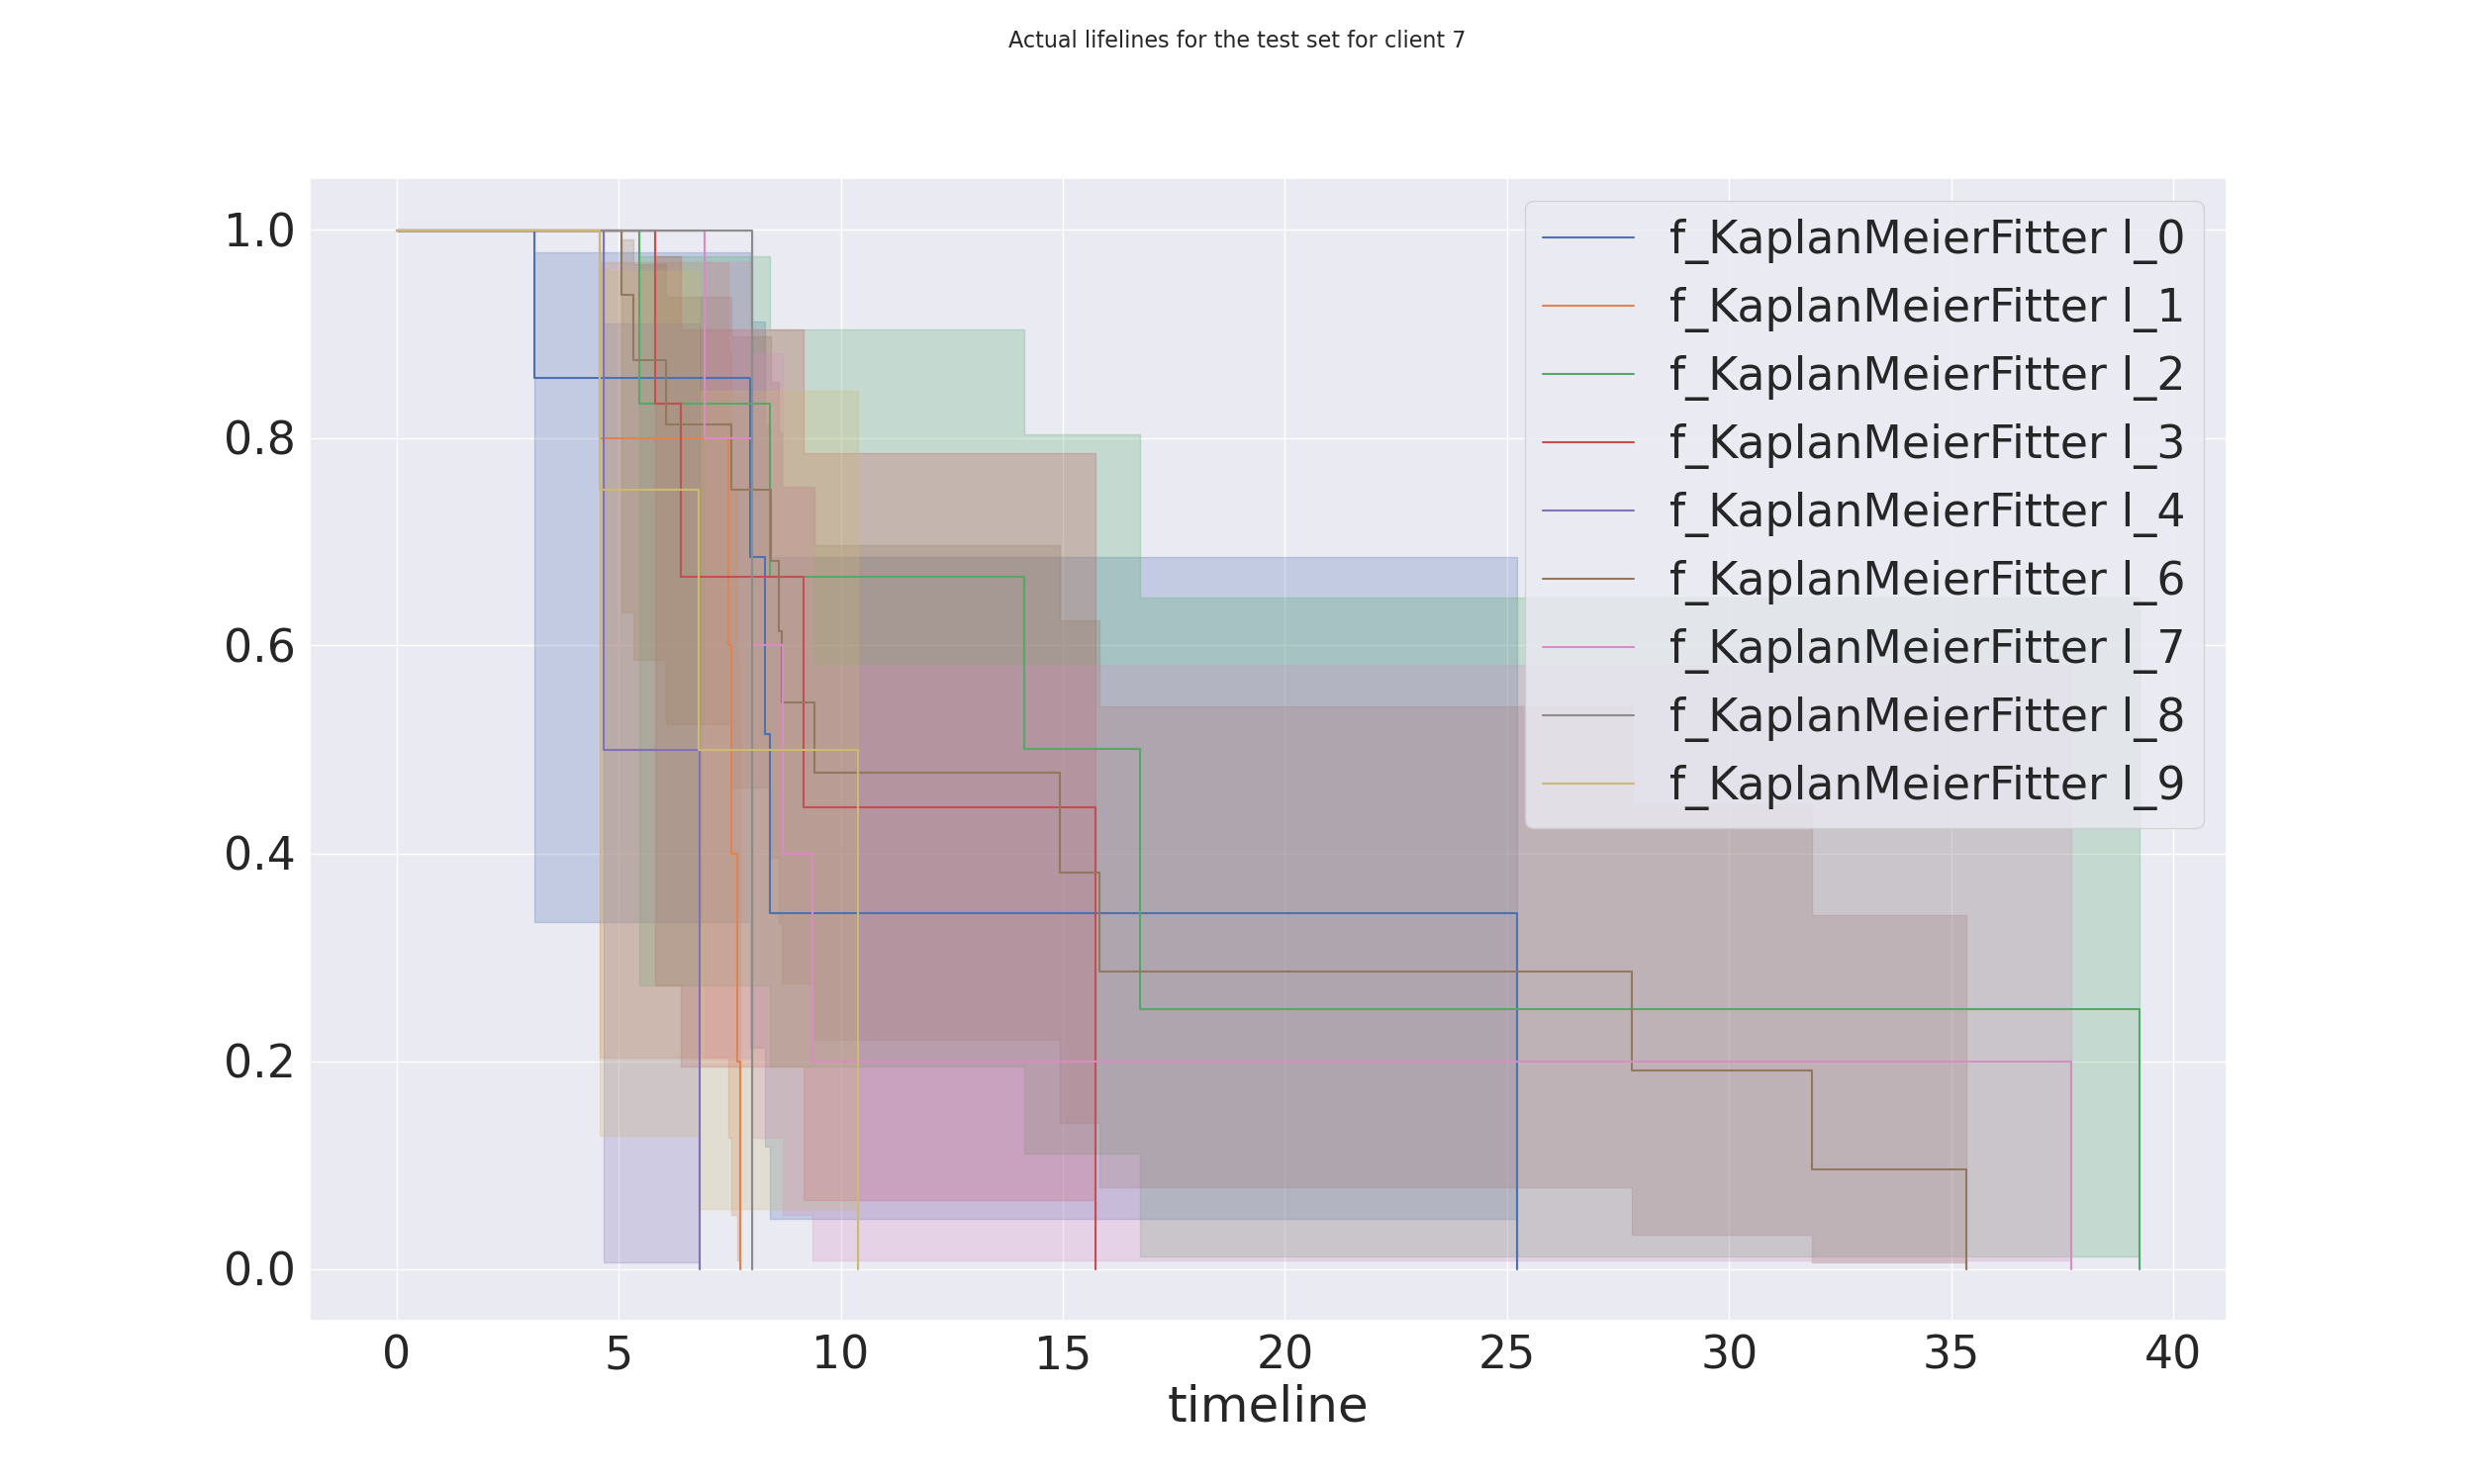 Actual lifelines for the test set for client 7
1.0
0.8
0.6
0.4
0.2
0.0
f_KaplanMeierFitter l_0
f_KaplanMeierFitter l_1
f_KaplanMeierFitter l_2
f_KaplanMeierFitter l_3
f_KaplanMeierFitter l_4
f_KaplanMeierFitter l_6
f_KaplanMeierFitter l_7
f_KaplanMeierFitter l_8
f_KaplanMeierFitter l_9
0 5 10 15 20 25 30 35 40
timeline